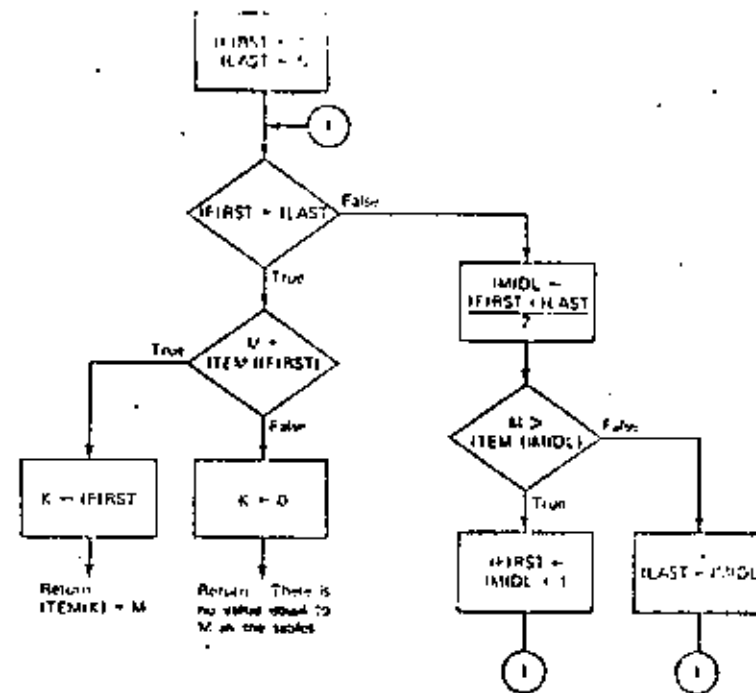 IFIRST ← 1
ILAST ← N
1
IFIRST = ILAST
False
True
IMIDL ←
IFIRST + ILAST
2
M =
ITEM (IFIRST)
True
False
M >
ITEM (IMIDL)
False
True
K ← IFIRST
K ← 0
IFIRST ←
IMIDL + 1
ILAST ← IMIDL
Return
ITEM(K) = M
Return There is
no value equal to
M in the tables
1
1